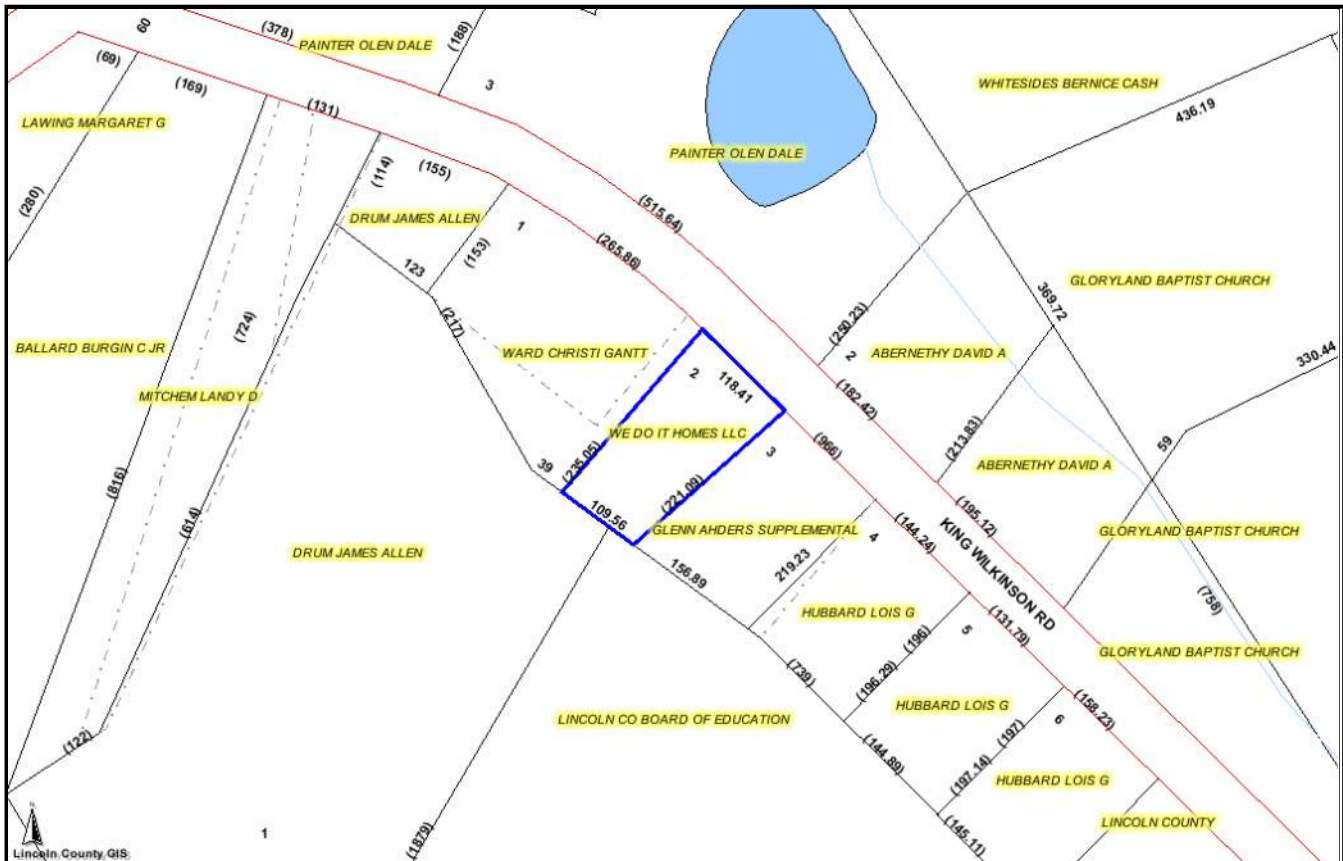 60
(378)
PAINTER OLEN DALE
(188)
3
(69)
(169)
(131)
WHITESIDES BERNICE CASH
436.19
LAWING MARGARET G
PAINTER OLEN DALE
(280)
(114)
(155)
DRUM JAMES ALLEN
(153)
1
(515.64)
(265.86)
123
(217)
369.72
GLORYLAND BAPTIST CHURCH
(724)
BALLARD BURGIN C JR
WARD CHRISTI GANTT
(250.23)
2
ABERNETHY DAVID A
330.44
MITCHEM LANDY D
2
118.41
(182.42)
WE DO IT HOMES LLC
3
(966)
(213.83)
59
39
(235.05)
ABERNETHY DAVID A
(816)
(221.09)
109.56
GLENN AHDERS SUPPLEMENTAL
(614)
4
(144.24)
(195.12)
KING WILKINSON RD
GLORYLAND BAPTIST CHURCH
DRUM JAMES ALLEN
156.89
219.23
HUBBARD LOIS G
(758)
(196)
5
(131.79)
GLORYLAND BAPTIST CHURCH
(739)
(196.29)
HUBBARD LOIS G
(158.23)
LINCOLN CO BOARD OF EDUCATION
(197)
6
(122)
(144.89)
(197.14)
HUBBARD LOIS G
LINCOLN COUNTY
(145.11)
1
(1879)
N
Lincoln County GIS